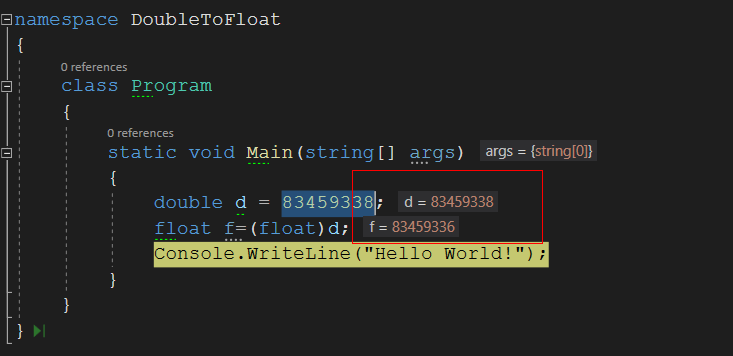 namespace DoubleToFloat
{
0 references
class Program
{
0 references
static void Main(string[] args) args = {string[0]}
{
double d = 83459338; d = 83459338
float f=(float)d; f = 83459336
Console.WriteLine("Hello World!");
}
}
}